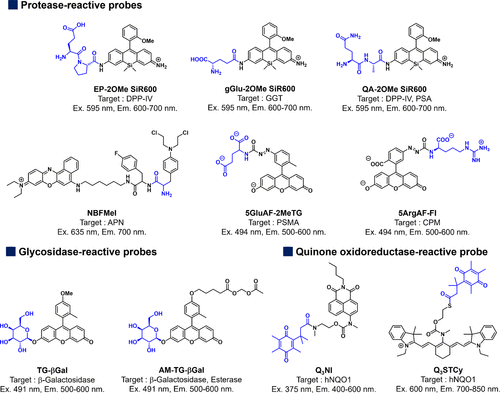 Protease-reactive probes
EP-2OMe SiR600
Target : DPP-IV
Ex. 595 nm, Em. 600-700 nm.
gGlu-2OMe SiR600
Target : GGT
Ex. 595 nm, Em. 600-700 nm.
QA-2OMe SiR600
Target : DPP-IV, PSA
Ex. 595 nm, Em. 600-700 nm.
NBFMel
Target : APN
Ex. 635 nm, Em. 700 nm.
5GluAF-2MeTG
Target : PSMA
Ex. 494 nm, Em. 500-600 nm.
5ArgAF-FI
Target : CPM
Ex. 494 nm, Em. 500-600 nm.
Glycosidase-reactive probes
TG-βGal
Target : β-Galactosidase
Ex. 491 nm, Em. 500-600 nm.
AM-TG-βGal
Target : β-Galactosidase, Esterase
Ex. 491 nm, Em. 500-600 nm.
Quinone oxidoreductase-reactive probe
Q₃NI
Target : hNQO1
Ex. 375 nm, Em. 400-600 nm.
Q₃STCy
Target : hNQO1
Ex. 600 nm, Em. 700-850 nm.